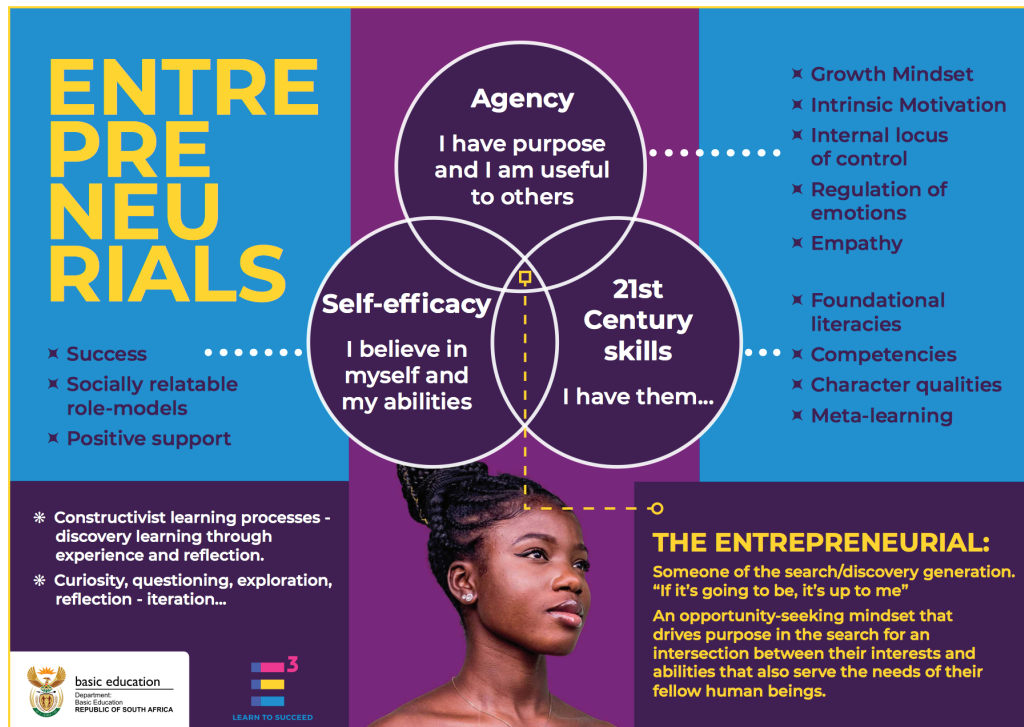 ENTRE
PRE
NEU
RIALS
Agency
I have purpose
and I am useful
to others
Self-efficacy
I believe in
myself and
my abilities
21st
Century
skills
I have them...
Growth Mindset
Intrinsic Motivation
Internal locus
of control
Regulation of
emotions
Empathy
Foundational
literacies
Competencies
Character qualities
Meta-learning
Success
Socially relatable
role-models
Positive support
Constructivist learning processes -
discovery learning through
experience and reflection.
Curiosity, questioning, exploration,
reflection - iteration...
THE ENTREPRENEURIAL:
Someone of the search/discovery generation.
“If it’s going to be, it’s up to me”
An opportunity-seeking mindset that
drives purpose in the search for an
intersection between their interests and
abilities that also serve the needs of their
fellow human beings.
basic education
Department:
Basic Education
REPUBLIC OF SOUTH AFRICA
3
LEARN TO SUCCEED